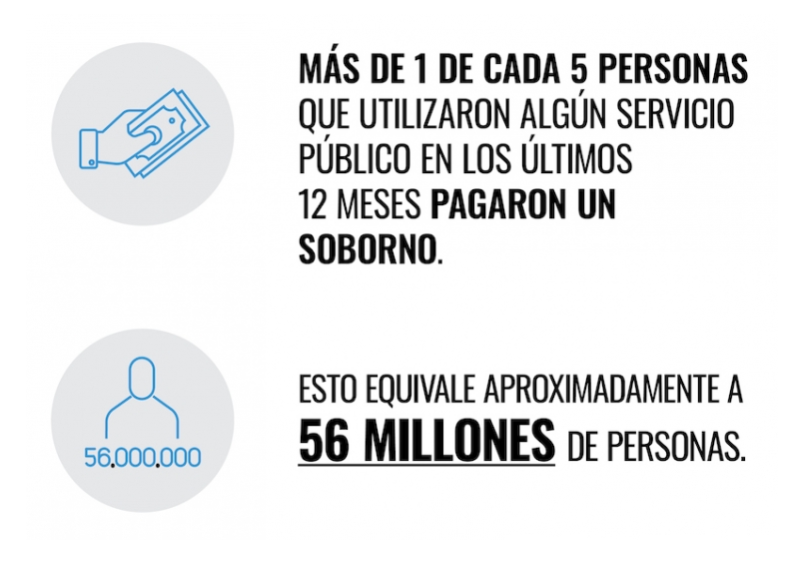 MÁS DE 1 DE CADA 5 PERSONAS
QUE UTILIZARON ALGÚN SERVICIO
PÚBLICO EN LOS ÚLTIMOS
12 MESES PAGARON UN
SOBORNO.
56.000.000
ESTO EQUIVALE APROXIMADAMENTE A
56 MILLONES DE PERSONAS.